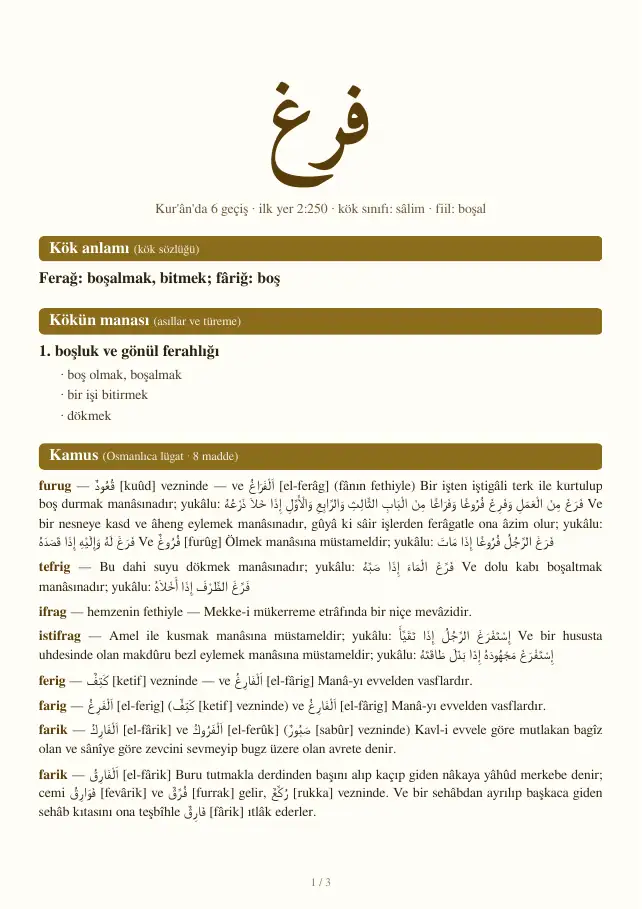 فرغ
Kur'ân'da 6 geçiş · ilk yer 2:250 · kök sınıfı: sâlim · fiil: boşal
Kök anlamı (kök sözlüğü)
Ferağ: boşalmak, bitmek; fâriğ: boş
Kökün manası (asıllar ve türeme)
1. boşluk ve gönül ferahlığı
· boş olmak, boşalmak
· bir işi bitirmek
· dökmek
Kamus (Osmanlıca lügat · 8 madde)
furug — قُعُودٌ [kuûd] vezninde — ve اَلْفَرَاغُ [el-ferâg] (fânın fethiyle) Bir işten iştigâli terk ile kurtulup
boş durmak manâsınadır; yukâlu: فَرَغَ مِنَ الْعَمَلِ وَفَرِغَ فُرُوغًا وَفَرَاغًا مِنَ الْبَابِ الثَّالِثِ وَالرَّابِعِ وَالْأَوَّلِ إِذَا خَلاَ ذَرْعُهُ Ve
bir nesneye kasd ve âheng eylemek manâsınadır, gûyâ ki sâir işlerden ferâgatle ona âzim olur; yukâlu:
فَرَغَ لَهُ وَإِلَيْهِ إِذَا قَصَدَهُ Ve فُرُوغٌ [furûg] Ölmek manâsına müstameldir; yukâlu: فَرَغَ الرَّجُلُ فُرُوغًا إِذَا مَاتَ
tefrig — Bu dahi suyu dökmek manâsınadır; yukâlu: فَرَّغَ الْمَاءَ إِذَا صَبَّهُ Ve dolu kabı boşaltmak
manâsınadır; yukâlu: فَرَّغَ الظَّرْفَ إِذَا أَخْلَاهُ
ifrag — hemzenin fethiyle — Mekke-i mükerreme etrâfında bir niçe mevâzidir.
istifrag — Amel ile kusmak manâsına müstameldir; yukâlu: إِسْتَفْرَغَ الرَّجُلُ إِذَا تَقَيَّأَ Ve bir hususta
uhdesinde olan makdûru bezl eylemek manâsına müstameldir; yukâlu: إِسْتَفْرَغَ مَجْهُودَهُ إِذَا بَذَلَ طَاقَتَهُ
ferig — كَتِفٌ [ketif] vezninde — ve اَلْفَارِغُ [el-fârig] Manâ-yı evvelden vasflardır.
farig — اَلْفَرِغُ [el-ferig] (كَتِفٌ [ketif] vezninde) ve اَلْفَارِغُ [el-fârig] Manâ-yı evvelden vasflardır.
farik — اَلْفَارِكُ [el-fârik] ve اَلْفَرُوكُ [el-ferûk] (صَبُورٌ [sabûr] vezninde) Kavl-i evvele göre mutlakan bagîz
olan ve sânîye göre zevcini sevmeyip bugz üzere olan avrete denir.
farik — اَلْفَارِقُ [el-fârik] Buru tutmakla derdinden başını alıp kaçıp giden nâkaya yâhûd merkebe denir;
cemi فَوَارِقُ [fevârik] ve فُرَّقٌ [furrak] gelir, رُكَّعٌ [rukka] vezninde. Ve bir sehâbdan ayrılıp başkaca giden
sehâb kıtasını ona teşbîhle فَارِقٌ [fârik] ıtlâk ederler.
1 / 3